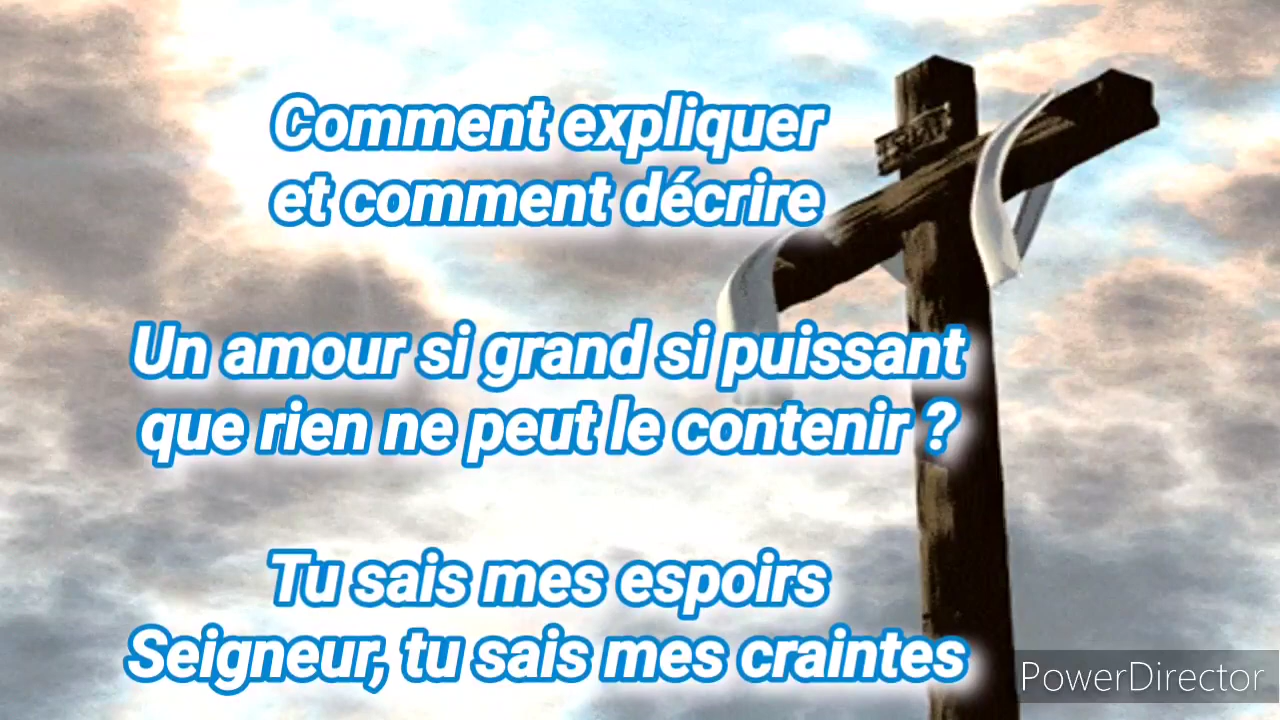 Comment expliquer
et comment décrire
Un amour si grand si puissant
que rien ne peut le contenir ?
Tu sais mes espoirs
Seigneur, tu sais mes craintes
PowerDirector